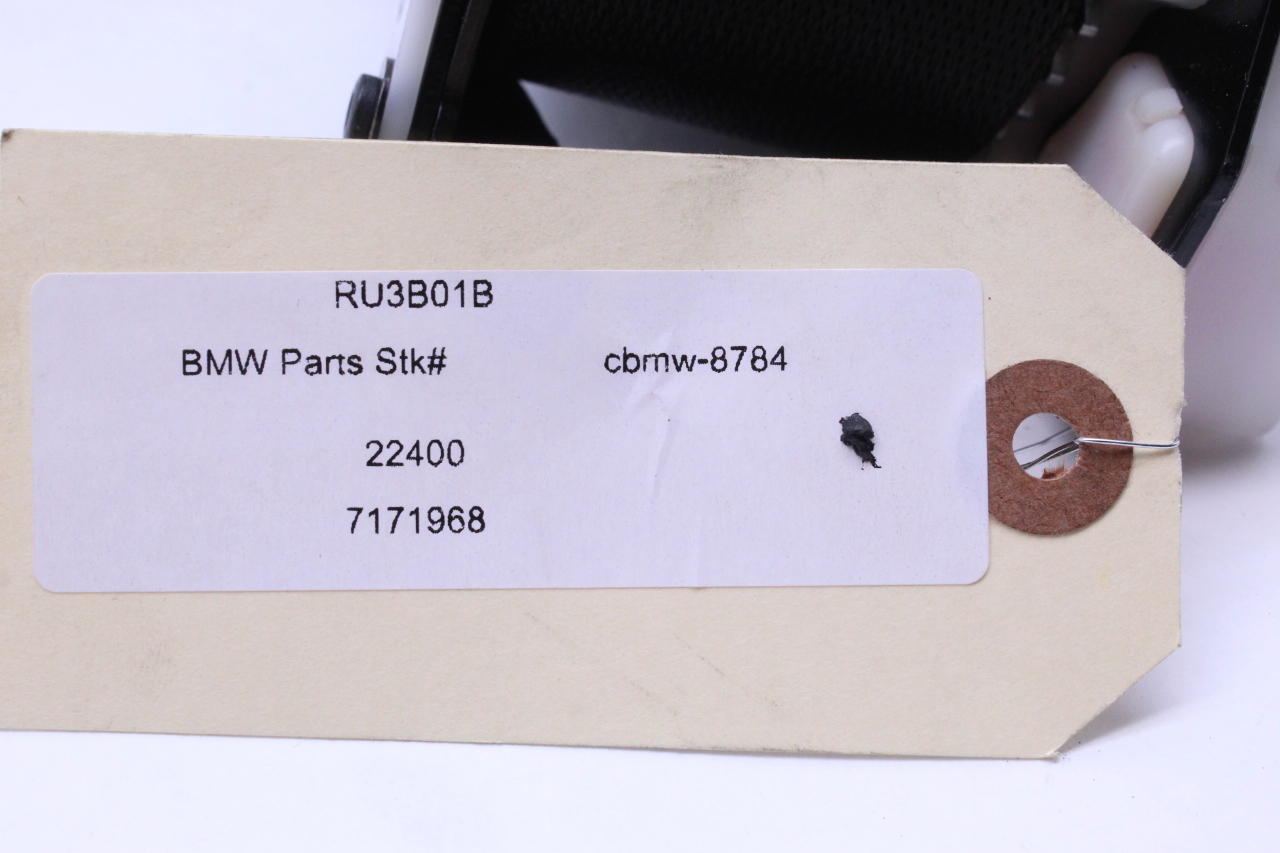 RU3B01B
BMW Parts Stk# cbmw-8784
22400
7171968